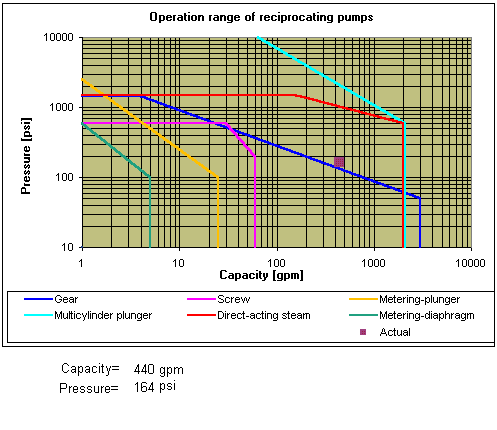 Operation range of reciprocating pumps
10000
1000
100
10
Pressure [psi]
1 10 100 1000 10000
Capacity [gpm]
Gear Screw Metering-plunger
Multicylinder plunger Direct-acting steam Metering-diaphragm
Actual
Capacity= 440 gpm
Pressure= 164 psi